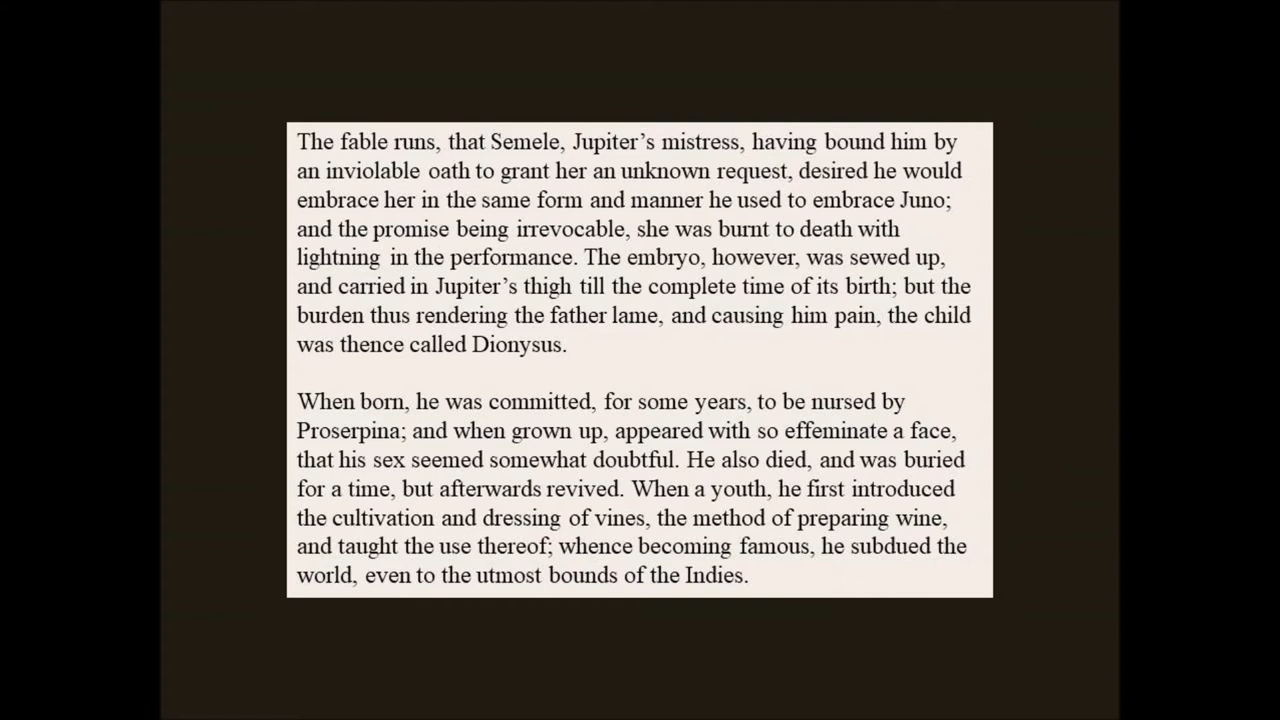 The fable runs, that Semele, Jupiter’s mistress, having bound him by
an inviolable oath to grant her an unknown request, desired he would
embrace her in the same form and manner he used to embrace Juno;
and the promise being irrevocable, she was burnt to death with
lightning in the performance. The embryo, however, was sewed up,
and carried in Jupiter’s thigh till the complete time of its birth; but the
burden thus rendering the father lame, and causing him pain, the child
was thence called Dionysus.
When born, he was committed, for some years, to be nursed by
Proserpina; and when grown up, appeared with so effeminate a face,
that his sex seemed somewhat doubtful. He also died, and was buried
for a time, but afterwards revived. When a youth, he first introduced
the cultivation and dressing of vines, the method of preparing wine,
and taught the use thereof; whence becoming famous, he subdued the
world, even to the utmost bounds of the Indies.